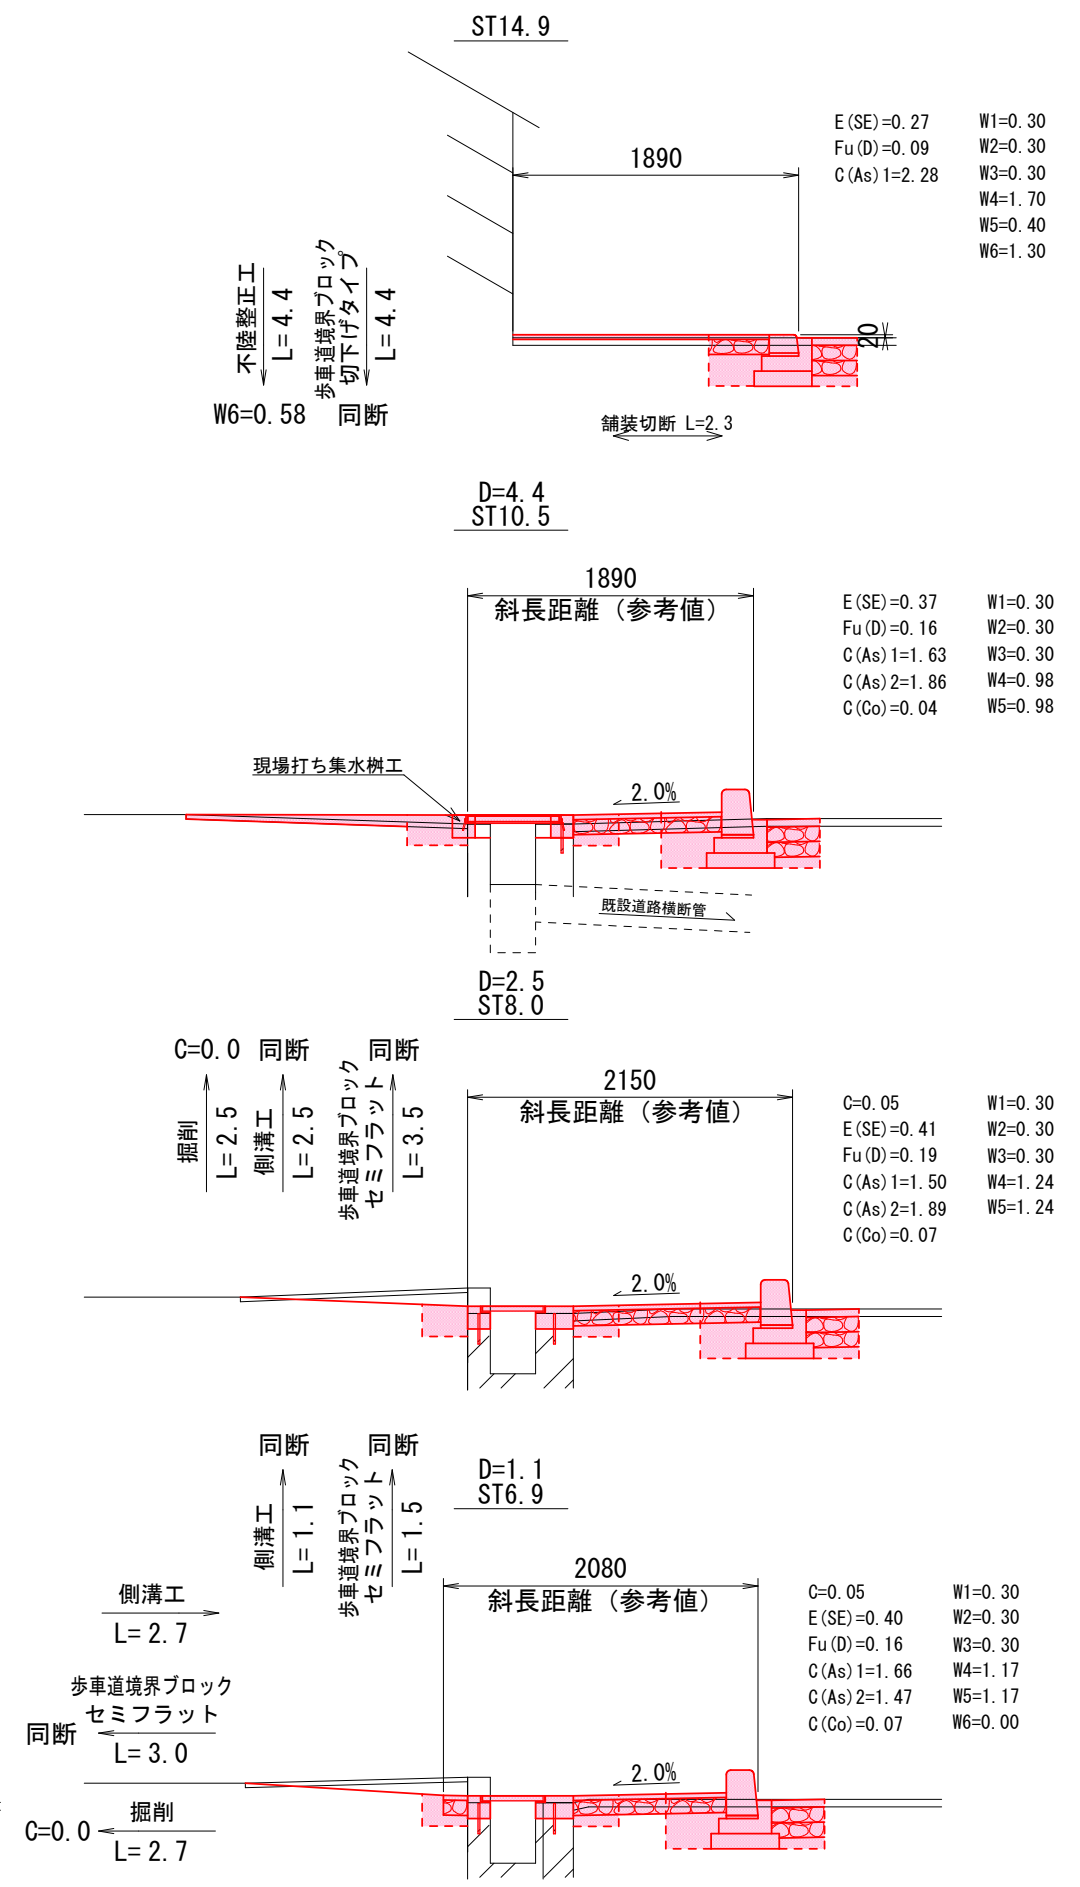 ST14.9
1890
E(SE)=0.27
Fu(D)=0.09
C(As)1=2.28
W1=0.30
W2=0.30
W3=0.30
W4=1.70
W5=0.40
W6=1.30
20
不陸整正工
L=4.4
W6=0.58
歩車道境界ブロック
切下げタイプ
L=4.4
同断
舗装切断 L=2.3
D=4.4
ST10.5
1890
斜長距離（参考値）
E(SE)=0.37
Fu(D)=0.16
C(As)1=1.63
C(As)2=1.86
C(Co)=0.04
W1=0.30
W2=0.30
W3=0.30
W4=0.98
W5=0.98
現場打ち集水桝工
2.0%
既設道路横断管
D=2.5
ST8.0
C=0.0
掘削
L=2.5
同断
側溝工
L=2.5
同断
歩車道境界ブロック
セミフラット
L=3.5
2150
斜長距離（参考値）
C=0.05
E(SE)=0.41
Fu(D)=0.19
C(As)1=1.50
C(As)2=1.89
C(Co)=0.07
W1=0.30
W2=0.30
W3=0.30
W4=1.24
W5=1.24
2.0%
同断
側溝工
L=1.1
同断
歩車道境界ブロック
セミフラット
L=1.5
D=1.1
ST6.9
2080
斜長距離（参考値）
C=0.05
E(SE)=0.40
Fu(D)=0.16
C(As)1=1.66
C(As)2=1.47
C(Co)=0.07
W1=0.30
W2=0.30
W3=0.30
W4=1.17
W5=1.17
W6=0.00
側溝工
L=2.7
歩車道境界ブロック
セミフラット
同断
L=3.0
掘削
C=0.0
L=2.7
2.0%